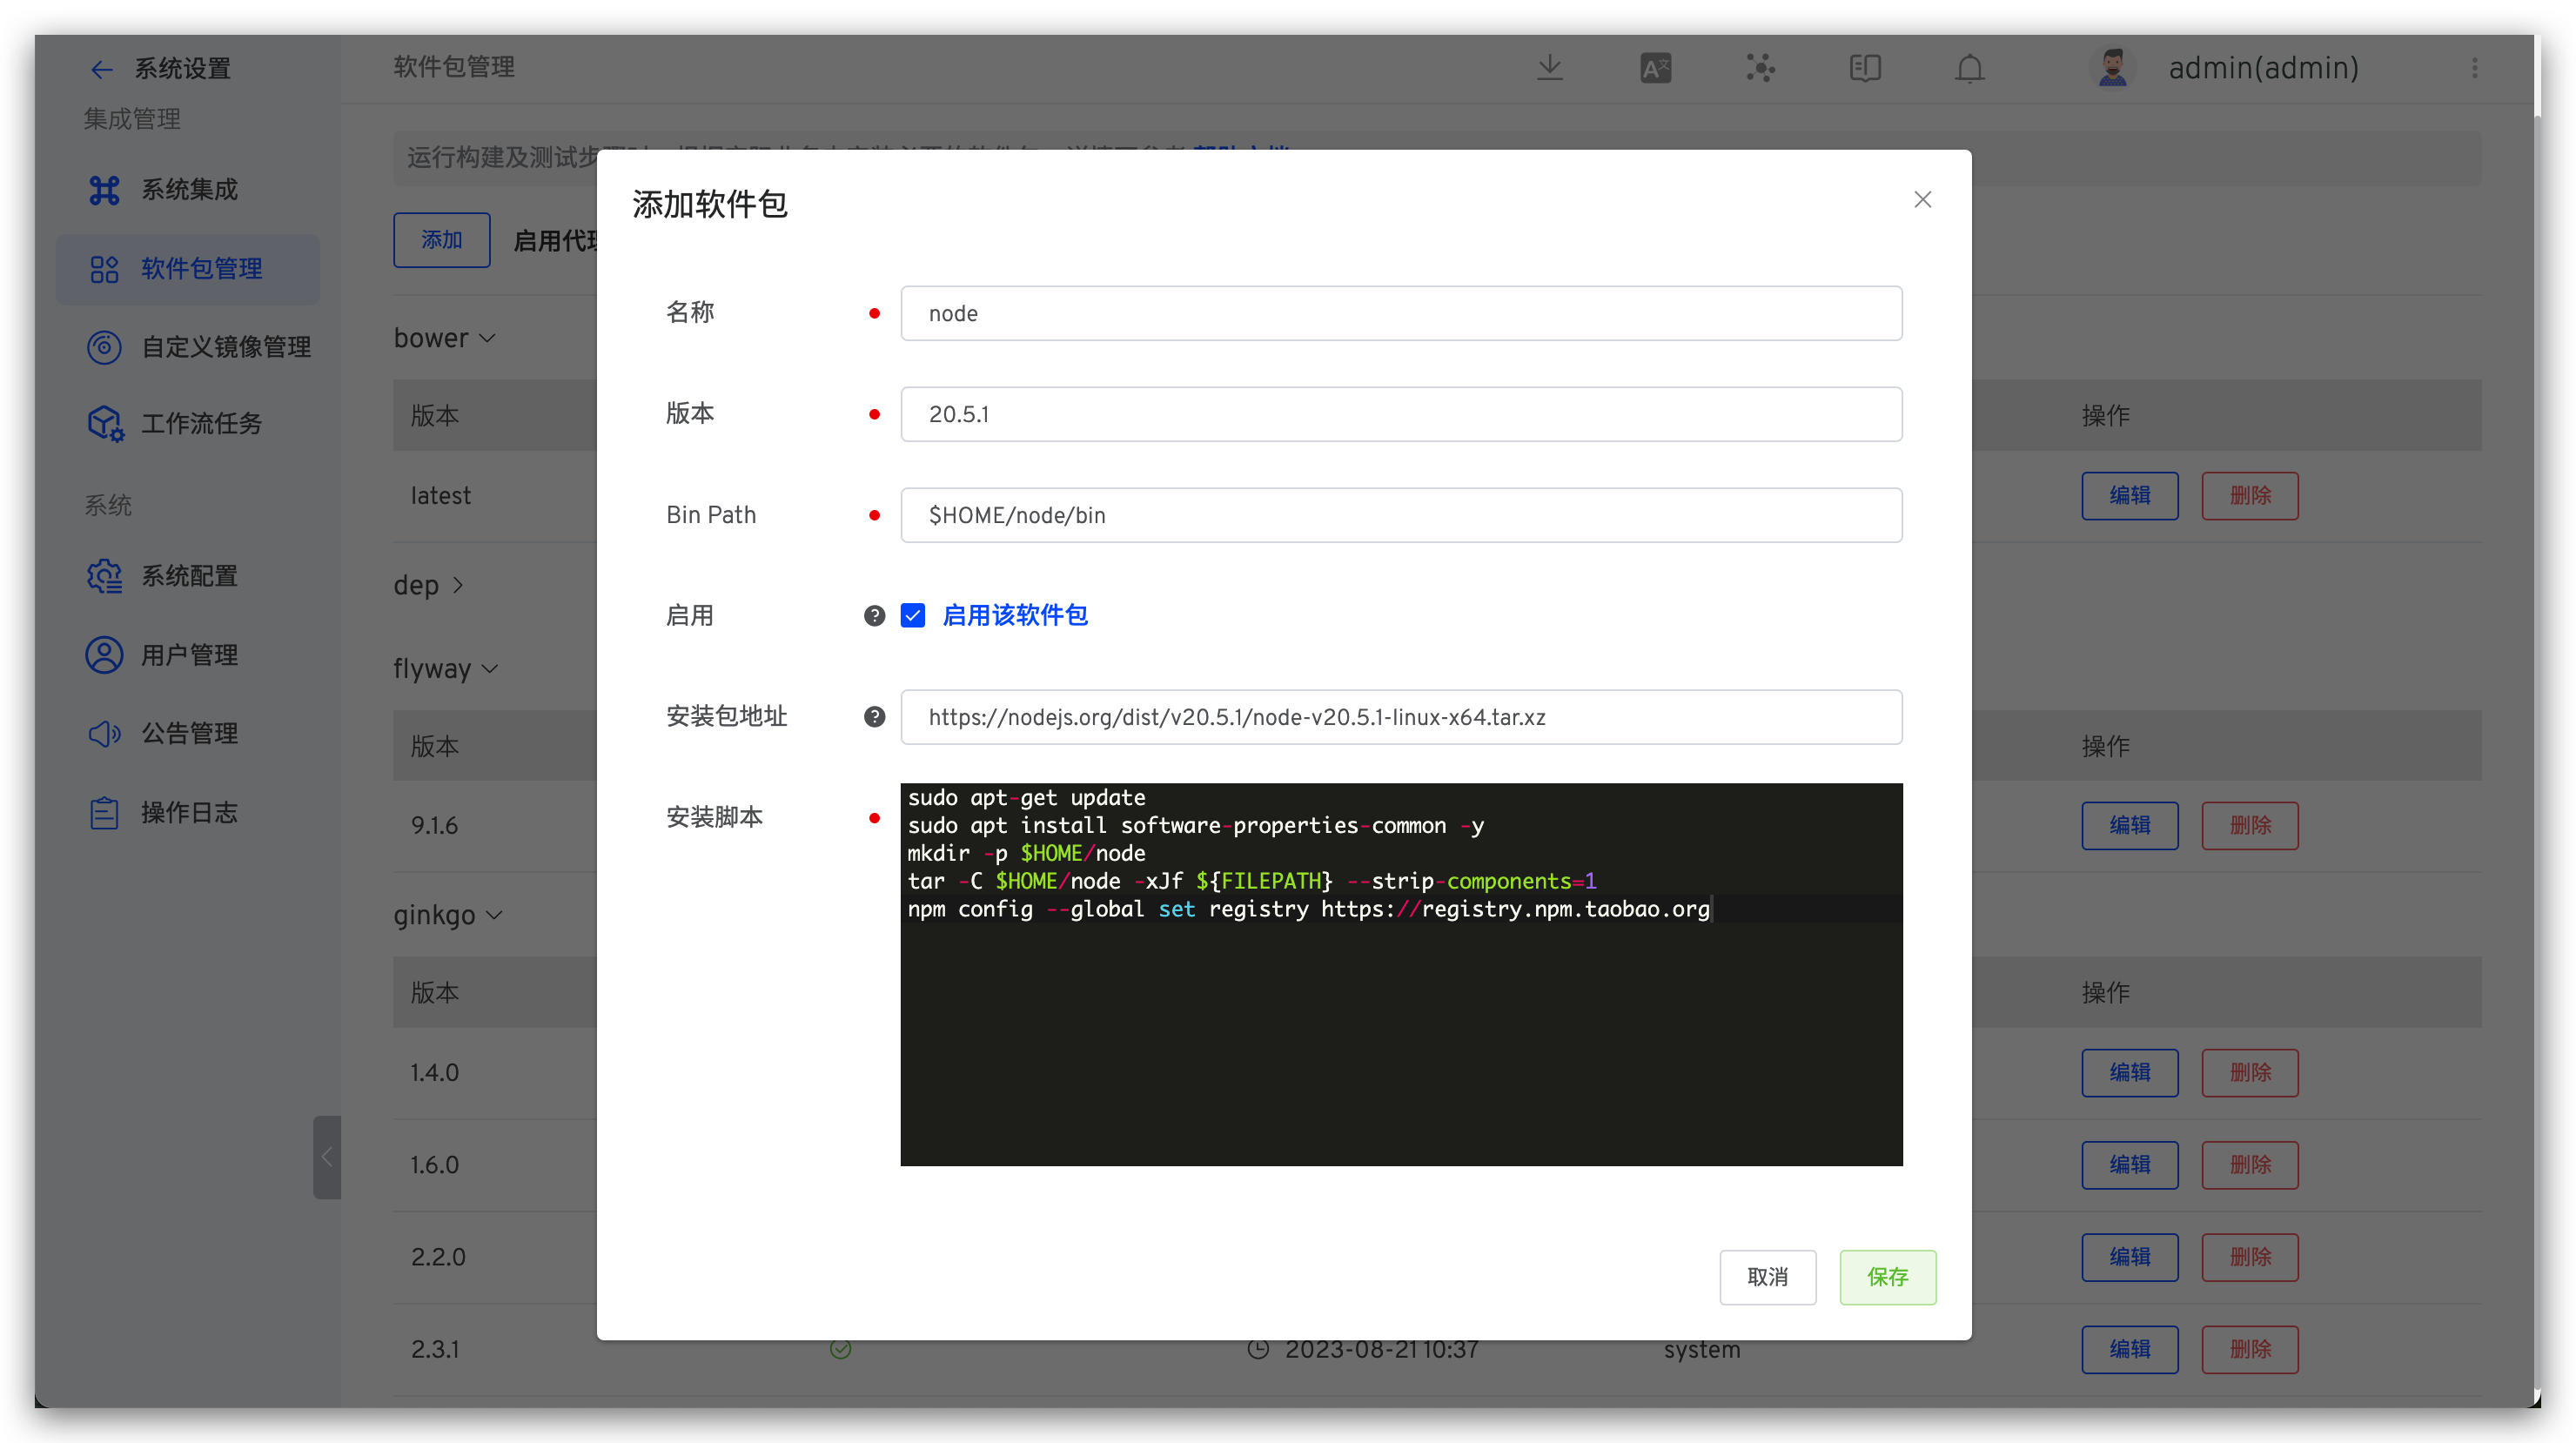 系统设置
集成管理
系统集成
软件包管理
自定义镜像管理
工作流任务
系统
系统配置
用户管理
公告管理
操作日志
软件包管理
admin(admin)
运行构建及测试步
添加
启用代理
bower
版本
操作
latest
编辑
删除
dep
flyway
版本
操作
9.1.6
编辑
删除
ginkgo
版本
操作
1.4.0
编辑
删除
1.6.0
编辑
删除
2.2.0
编辑
删除
2.3.1
2023-08-21 10:37
system
编辑
删除
添加软件包
名称
node
版本
20.5.1
Bin Path
$HOME/node/bin
启用
启用该软件包
安装包地址
https://nodejs.org/dist/v20.5.1/node-v20.5.1-linux-x64.tar.xz
安装脚本
sudo apt-get update
sudo apt install software-properties-common -y
mkdir -p $HOME/node
tar -C $HOME/node -xJf ${FILEPATH} --strip-components=1
npm config --global set registry https://registry.npm.taobao.org
取消
保存